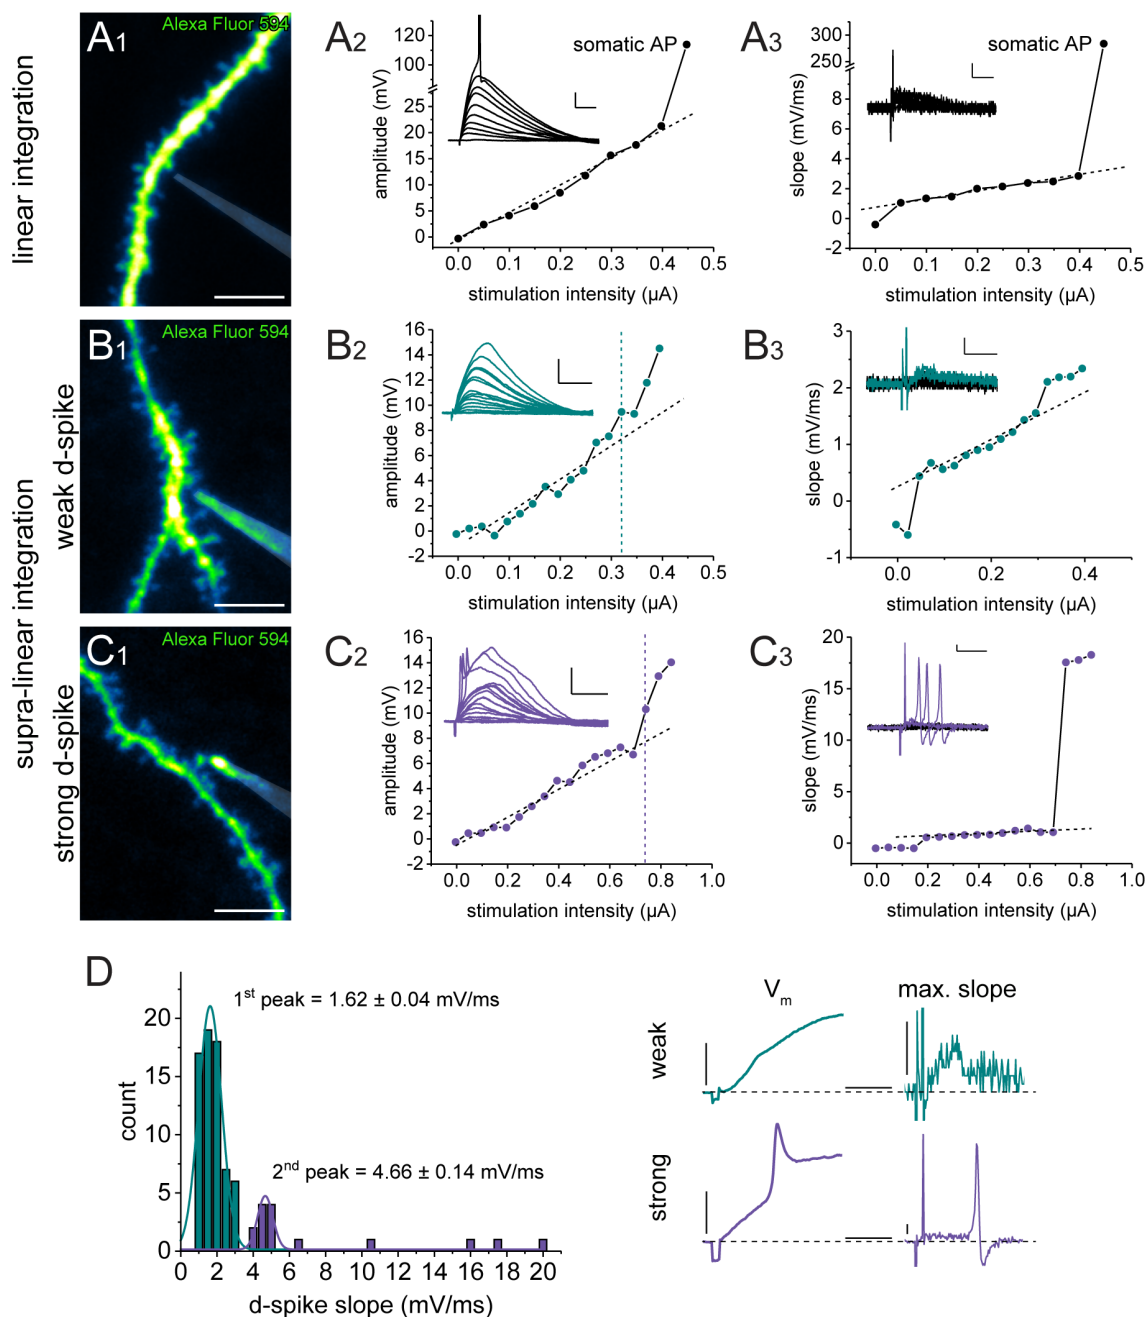 linear integration
A1
Alexa Fluor 594
A2
somatic AP
amplitude (mV)
120
100
25
20
15
10
5
0
0.0 0.1 0.2 0.3 0.4 0.5
stimulation intensity (µA)
A3
somatic AP
slope (mV/ms)
300
250
8
6
4
2
0
-2
0.0 0.1 0.2 0.3 0.4 0.5
stimulation intensity (µA)
supra-linear integration
weak d-spike
B1
Alexa Fluor 594
B2
amplitude (mV)
16
14
12
10
8
6
4
2
0
-2
0.0 0.1 0.2 0.3 0.4 0.5
stimulation intensity (µA)
B3
slope (mV/ms)
3
2
1
0
-1
0.0 0.2 0.4
stimulation intensity (µA)
strong d-spike
C1
Alexa Fluor 594
C2
amplitude (mV)
16
14
12
10
8
6
4
2
0
-2
0.0 0.2 0.4 0.6 0.8 1.0
stimulation intensity (µA)
C3
slope (mV/ms)
20
15
10
5
0
0.0 0.2 0.4 0.6 0.8 1.0
stimulation intensity (µA)
D
count
20
15
10
5
0
1st peak = 1.62 ± 0.04 mV/ms
2nd peak = 4.66 ± 0.14 mV/ms
0 2 4 6 8 10 12 14 16 18 20
d-spike slope (mV/ms)
Vm max. slope
weak
strong